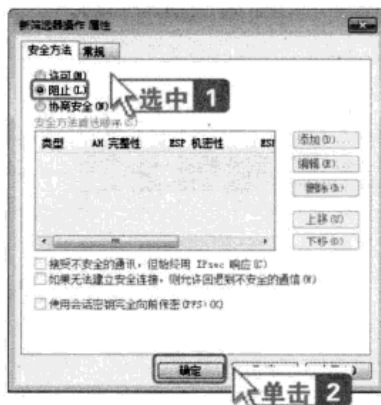 新筛选器操作 属性
安全方法 常规
许可(M)
阻止(L)
选中 1
协商安全(N)
安全方法首选顺序(S)
类型 AH 完整性 ESP 机密性 ESI
添加(D)...
编辑(E)...
删除(R)
上移(U)
下移(O)
接受不安全的通讯，但始终用 IPsec 响应(C)
如果无法建立安全连接，则允许回退到不安全的通信(W)
使用会话密钥完全向前保密(PFS)(K)
确定
单击 2